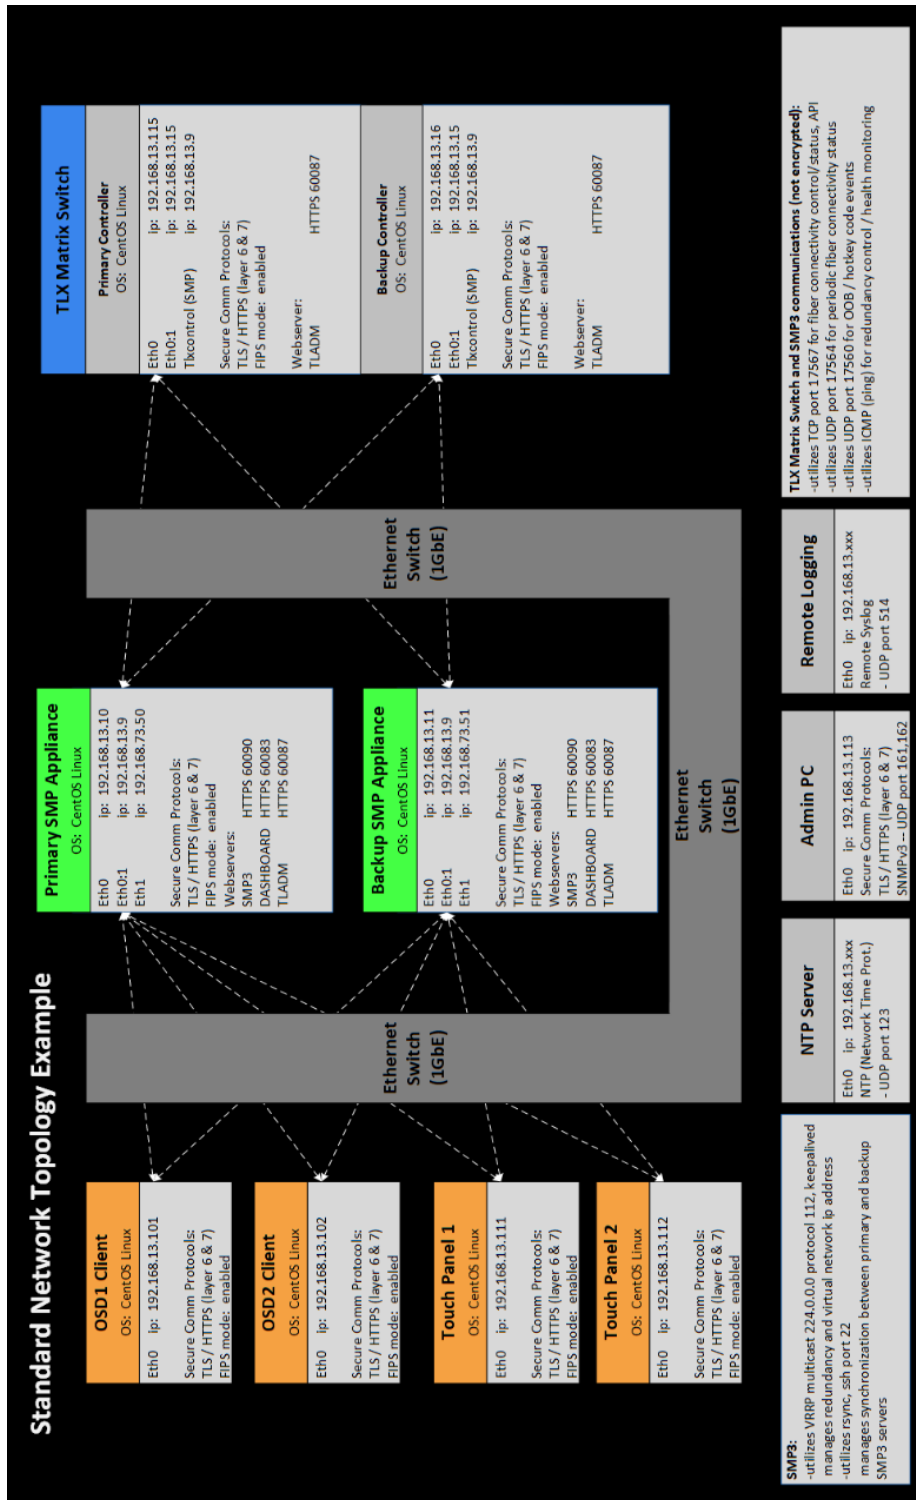 Standard Network Topology Example
OSD1 Client
OS: CentOS Linux
Eth0 ip: 192.168.13.101
Secure Comm Protocols:
TLS / HTTPS (layer 6 & 7)
FIPS mode: enabled
OSD2 Client
OS: CentOS Linux
Eth0 ip: 192.168.13.102
Secure Comm Protocols:
TLS / HTTPS (layer 6 & 7)
FIPS mode: enabled
Touch Panel 1
OS: CentOS Linux
Eth0 ip: 192.168.13.111
Secure Comm Protocols:
TLS / HTTPS (layer 6 & 7)
FIPS mode: enabled
Touch Panel 2
OS: CentOS Linux
Eth0 ip: 192.168.13.112
Secure Comm Protocols:
TLS / HTTPS (layer 6 & 7)
FIPS mode: enabled
Ethernet
Switch
(1GbE)
Primary SMP Appliance
OS: CentOS Linux
Eth0 ip: 192.168.13.10
Eth0:1 ip: 192.168.13.9
Eth1 ip: 192.168.73.50
Secure Comm Protocols:
TLS / HTTPS (layer 6 & 7)
FIPS mode: enabled
Webservers:
SMP3 HTTPS 60090
DASHBOARD HTTPS 60083
TLADM HTTPS 60087
Backup SMP Appliance
OS: CentOS Linux
Eth0 ip: 192.168.13.11
Eth0:1 ip: 192.168.13.9
Eth1 ip: 192.168.73.51
Secure Comm Protocols:
TLS / HTTPS (layer 6 & 7)
FIPS mode: enabled
Webservers:
SMP3 HTTPS 60090
DASHBOARD HTTPS 60083
TLADM HTTPS 60087
Ethernet
Switch
(1GbE)
Ethernet
Switch
(1GbE)
TLX Matrix Switch
Primary Controller
OS: CentOS Linux
Eth0 ip: 192.168.13.115
Eth0:1 ip: 192.168.13.15
Tlxcontrol (SMP) ip: 192.168.13.9
Secure Comm Protocols:
TLS / HTTPS (layer 6 & 7)
FIPS mode: enabled
Webserver:
TLADM HTTPS 60087
Backup Controller
OS: CentOS Linux
Eth0 ip: 192.168.13.16
Eth0:1 ip: 192.168.13.15
Tlxcontrol (SMP) ip: 192.168.13.9
Secure Comm Protocols:
TLS / HTTPS (layer 6 & 7)
FIPS mode: enabled
Webserver:
TLADM HTTPS 60087
SMP3:
-utilizes VRRP multicast 224.0.0.0 protocol 112, keepalived
manages redundancy and virtual network ip address
-utilizes rsync, ssh port 22
manages synchronization between primary and backup
SMP3 servers
NTP Server
Eth0 ip: 192.168.13.xxx
NTP (Network Time Prot.)
- UDP port 123
Admin PC
Eth0 ip: 192.168.13.113
Secure Comm Protocols:
TLS / HTTPS (layer 6 & 7)
SNMPv3 -- UDP port 161,162
Remote Logging
Eth0 ip: 192.168.13.xxx
Remote Syslog
- UDP port 514
TLX Matrix Switch and SMP3 communications (not encrypted):
-utilizes TCP port 17567 for fiber connectivity control/status, API
-utilizes UDP port 17564 for periodic fiber connectivity status
-utilizes UDP port 17560 for OOB / hotkey code events
-utilizes ICMP (ping) for redundancy control / health monitoring